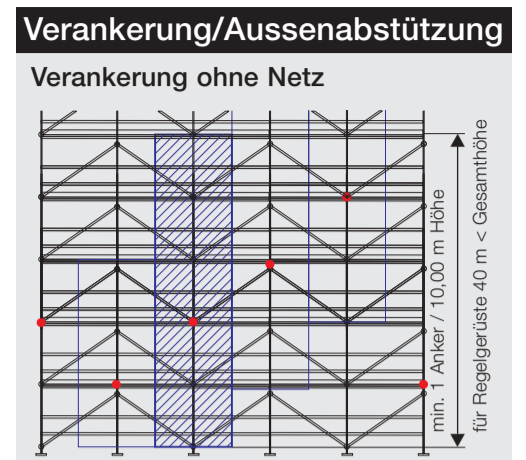 Verankerung/Aussenabstützung
Verankerung ohne Netz
min. 1 Anker / 10,00 m Höhe
für Regelgerüste 40 m < Gesamthöhe